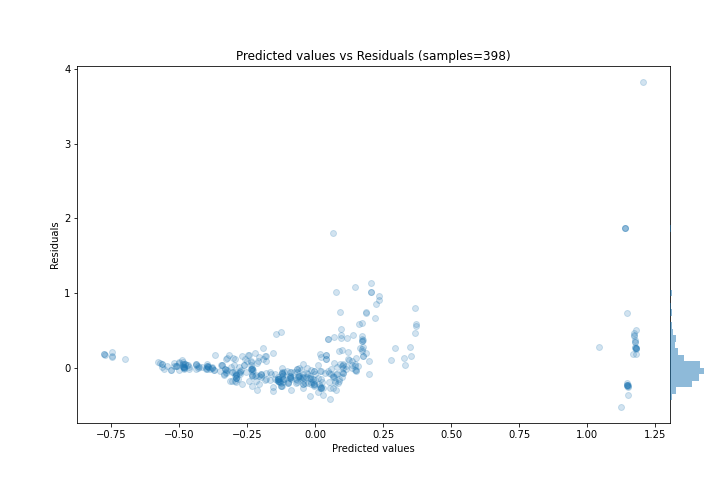 Predicted values vs Residuals (samples=398)
4
3
2
1
0
Residuals
−0.75 −0.50 −0.25 0.00 0.25 0.50 0.75 1.00 1.25
Predicted values